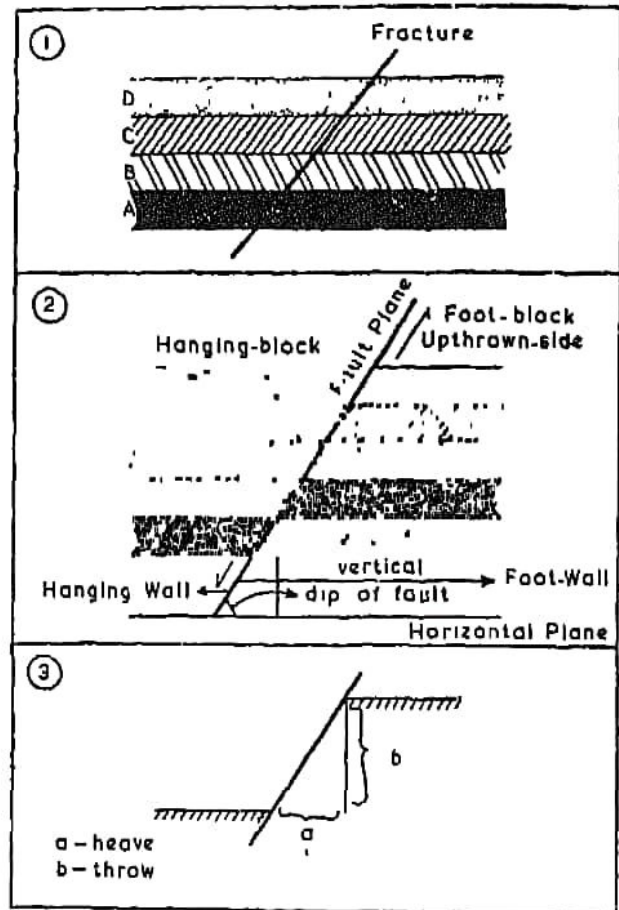 1
Fracture
D
C
B
A
2
Foot-block
Upthrown-side
Hanging-block
Fault Plane
vertical
Foot-Wall
Hanging Wall
dip of fault
Horizontal Plane
3
b
a
a - heave
b - throw